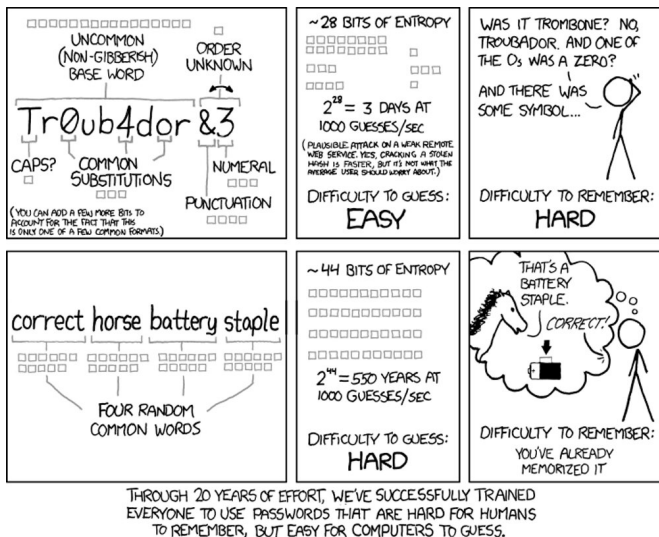 UNCOMMON
(NON-GIBBERISH)
BASE WORD
ORDER
UNKNOWN
Tr0ub4dor &3
CAPS?
COMMON
SUBSTITUTIONS
NUMERAL
PUNCTUATION
(YOU CAN ADD A FEW MORE BITS TO
ACCOUNT FOR THE FACT THAT THIS
IS ONLY ONE OF A FEW COMMON FORMATS.)
~28 BITS OF ENTROPY
2²⁸ = 3 DAYS AT
1000 GUESSES/SEC
(PLAUSIBLE ATTACK ON A WEAK REMOTE
WEB SERVICE. YES, CRACKING A STOLEN
HASH IS FASTER, BUT IT'S NOT WHAT THE
AVERAGE USER SHOULD WORRY ABOUT.)
DIFFICULTY TO GUESS:
EASY
WAS IT TROMBONE? NO,
TROUBADOR. AND ONE OF
THE Os WAS A ZERO?
AND THERE WAS
SOME SYMBOL...
DIFFICULTY TO REMEMBER:
HARD
correct horse battery staple
FOUR RANDOM
COMMON WORDS
~44 BITS OF ENTROPY
2⁴⁴ = 550 YEARS AT
1000 GUESSES/SEC
DIFFICULTY TO GUESS:
HARD
THAT'S A
BATTERY
STAPLE.
CORRECT!
DIFFICULTY TO REMEMBER:
YOU'VE ALREADY
MEMORIZED IT
THROUGH 20 YEARS OF EFFORT, WE'VE SUCCESSFULLY TRAINED
EVERYONE TO USE PASSWORDS THAT ARE HARD FOR HUMANS
TO REMEMBER, BUT EASY FOR COMPUTERS TO GUESS.